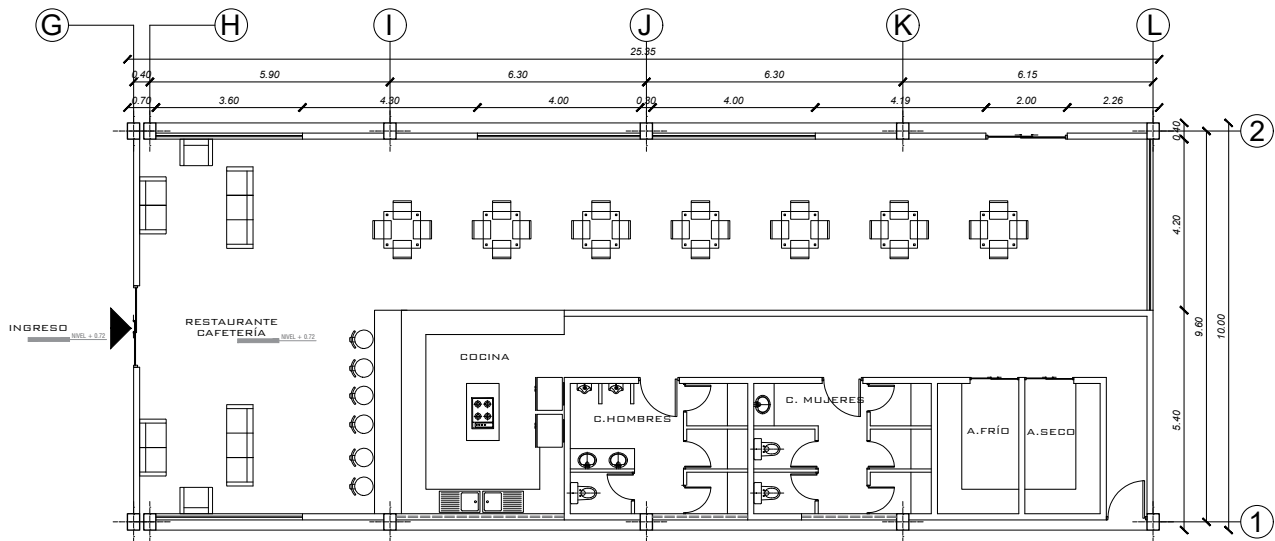 G H I J K L
25.35
0.40 5.90 6.30 6.30 6.15
0.70 3.60 4.30 4.00 0.30 4.00 4.19 2.00 2.26
2
0.40
4.20
9.60
10.00
5.40
INGRESO
NIVEL + 0.72
RESTAURANTE
CAFETERÍA
NIVEL + 0.72
COCINA
C.HOMBRES
C. MUJERES
A.FRÍO
A.SECO
1